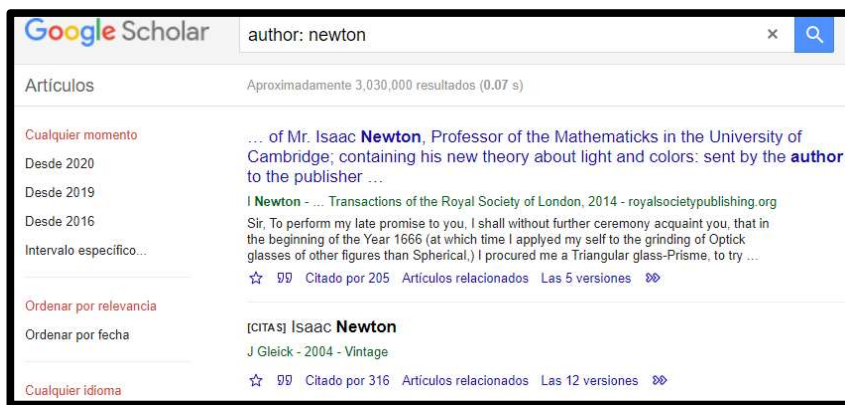 Google Scholar
author: newton
Artículos
Aproximadamente 3,030,000 resultados (0.07 s)
Cualquier momento
Desde 2020
Desde 2019
Desde 2016
Intervalo específico...
Ordenar por relevancia
Ordenar por fecha
Cualquier idioma
... of Mr. Isaac Newton, Professor of the Mathematicks in the University of
Cambridge; containing his new theory about light and colors: sent by the author
to the publisher ...
I Newton - ... Transactions of the Royal Society of London, 2014 - royalsocietypublishing.org
Sir, To perform my late promise to you, I shall without further ceremony acquaint you, that in
the beginning of the Year 1666 (at which time I applyed my self to the grinding of Optick
glasses of other figures than Spherical,) I procured me a Triangular glass-Prisme, to try ...
Citado por 205 Artículos relacionados Las 5 versiones
[CITAS] Isaac Newton
J Gleick - 2004 - Vintage
Citado por 316 Artículos relacionados Las 12 versiones